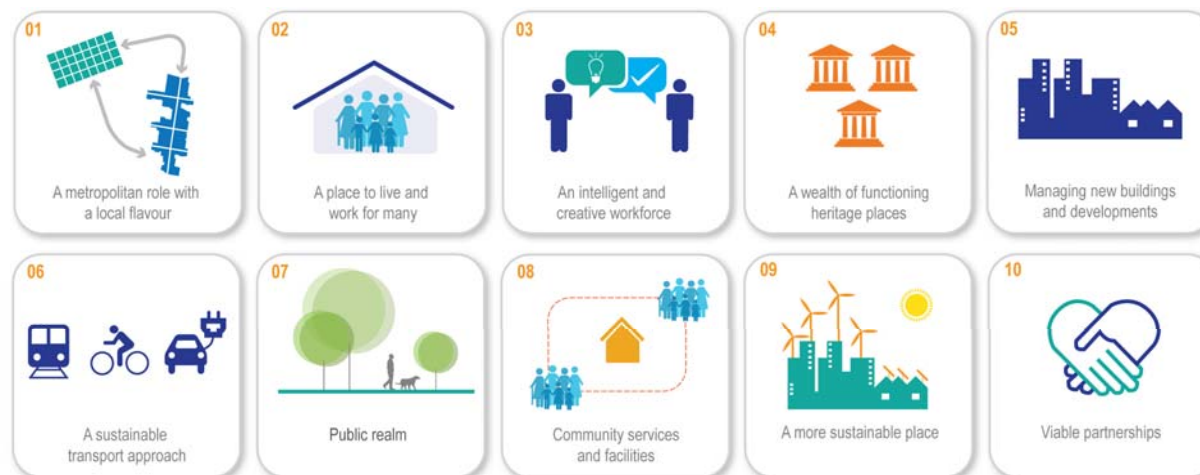 01
A metropolitan role with
a local flavour
02
A place to live and
work for many
03
An intelligent and
creative workforce
04
A wealth of functioning
heritage places
05
Managing new buildings
and developments
06
A sustainable
transport approach
07
Public realm
08
Community services
and facilities
09
A more sustainable place
10
Viable partnerships